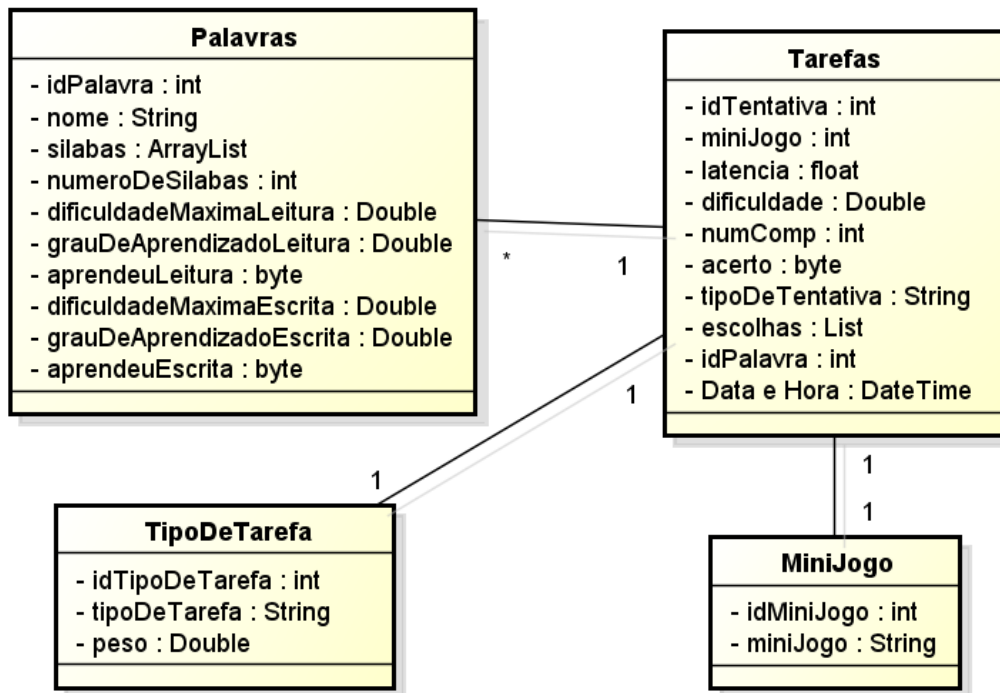 Palavras
- idPalavra : int
- nome : String
- silabas : ArrayList
- numeroDeSilabas : int
- dificuldadeMaximaLeitura : Double
- grauDeAprendizadoLeitura : Double
- aprendeuLeitura : byte
- dificuldadeMaximaEscrita : Double
- grauDeAprendizadoEscrita : Double
- aprendeuEscrita : byte
Tarefas
- idTentativa : int
- miniJogo : int
- latencia : float
- dificuldade : Double
- numComp : int
- acerto : byte
- tipoDeTentativa : String
- escolhas : List
- idPalavra : int
- Data e Hora : DateTime
*
1
1
1
1
1
TipoDeTarefa
- idTipoDeTarefa : int
- tipoDeTarefa : String
- peso : Double
MiniJogo
- idMiniJogo : int
- miniJogo : String